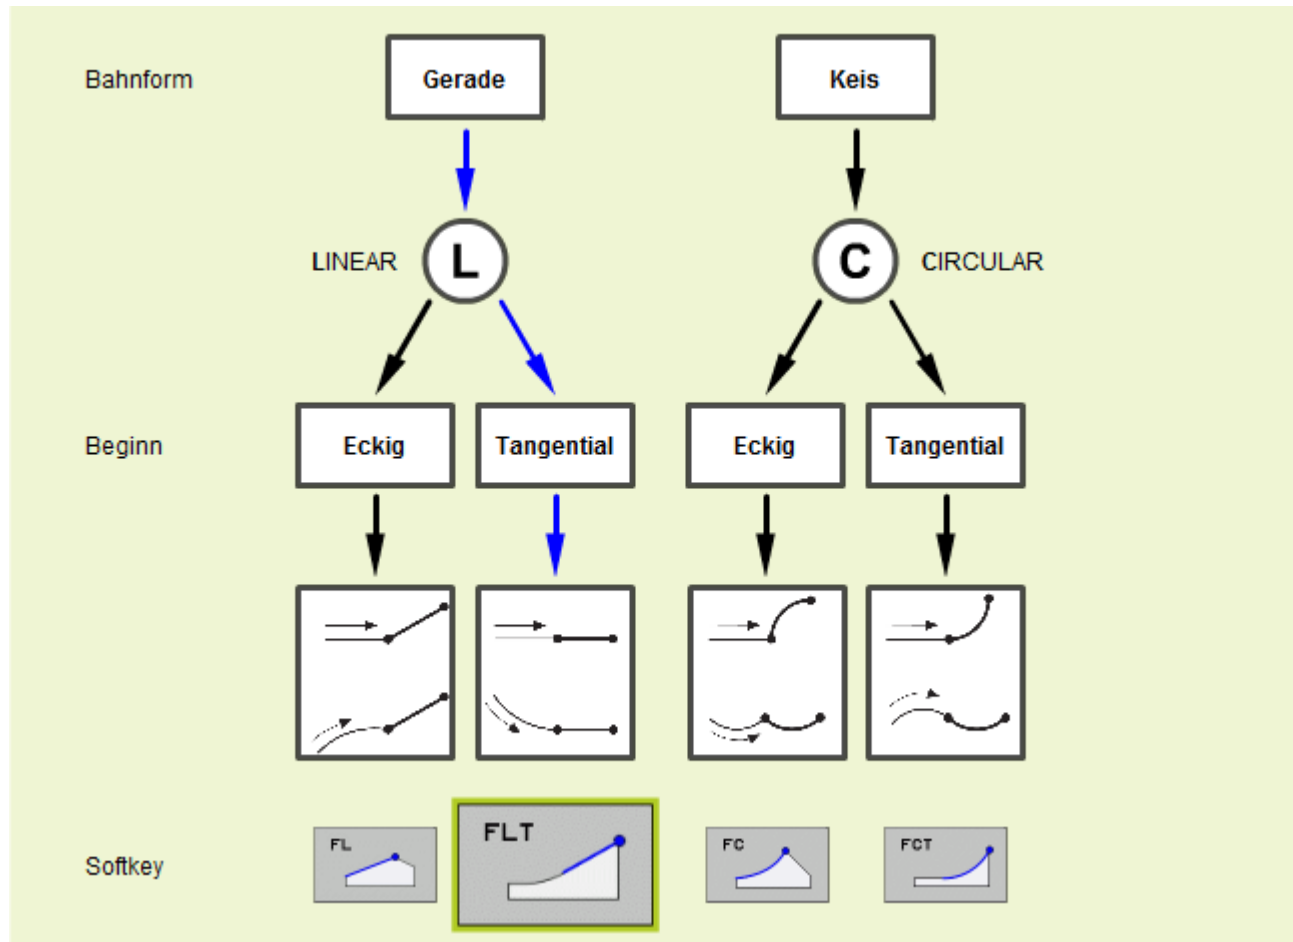 Bahnform Gerade Keis
LINEAR L C CIRCULAR
Beginn Eckig Tangential Eckig Tangential
Softkey FL FLT FC FCT